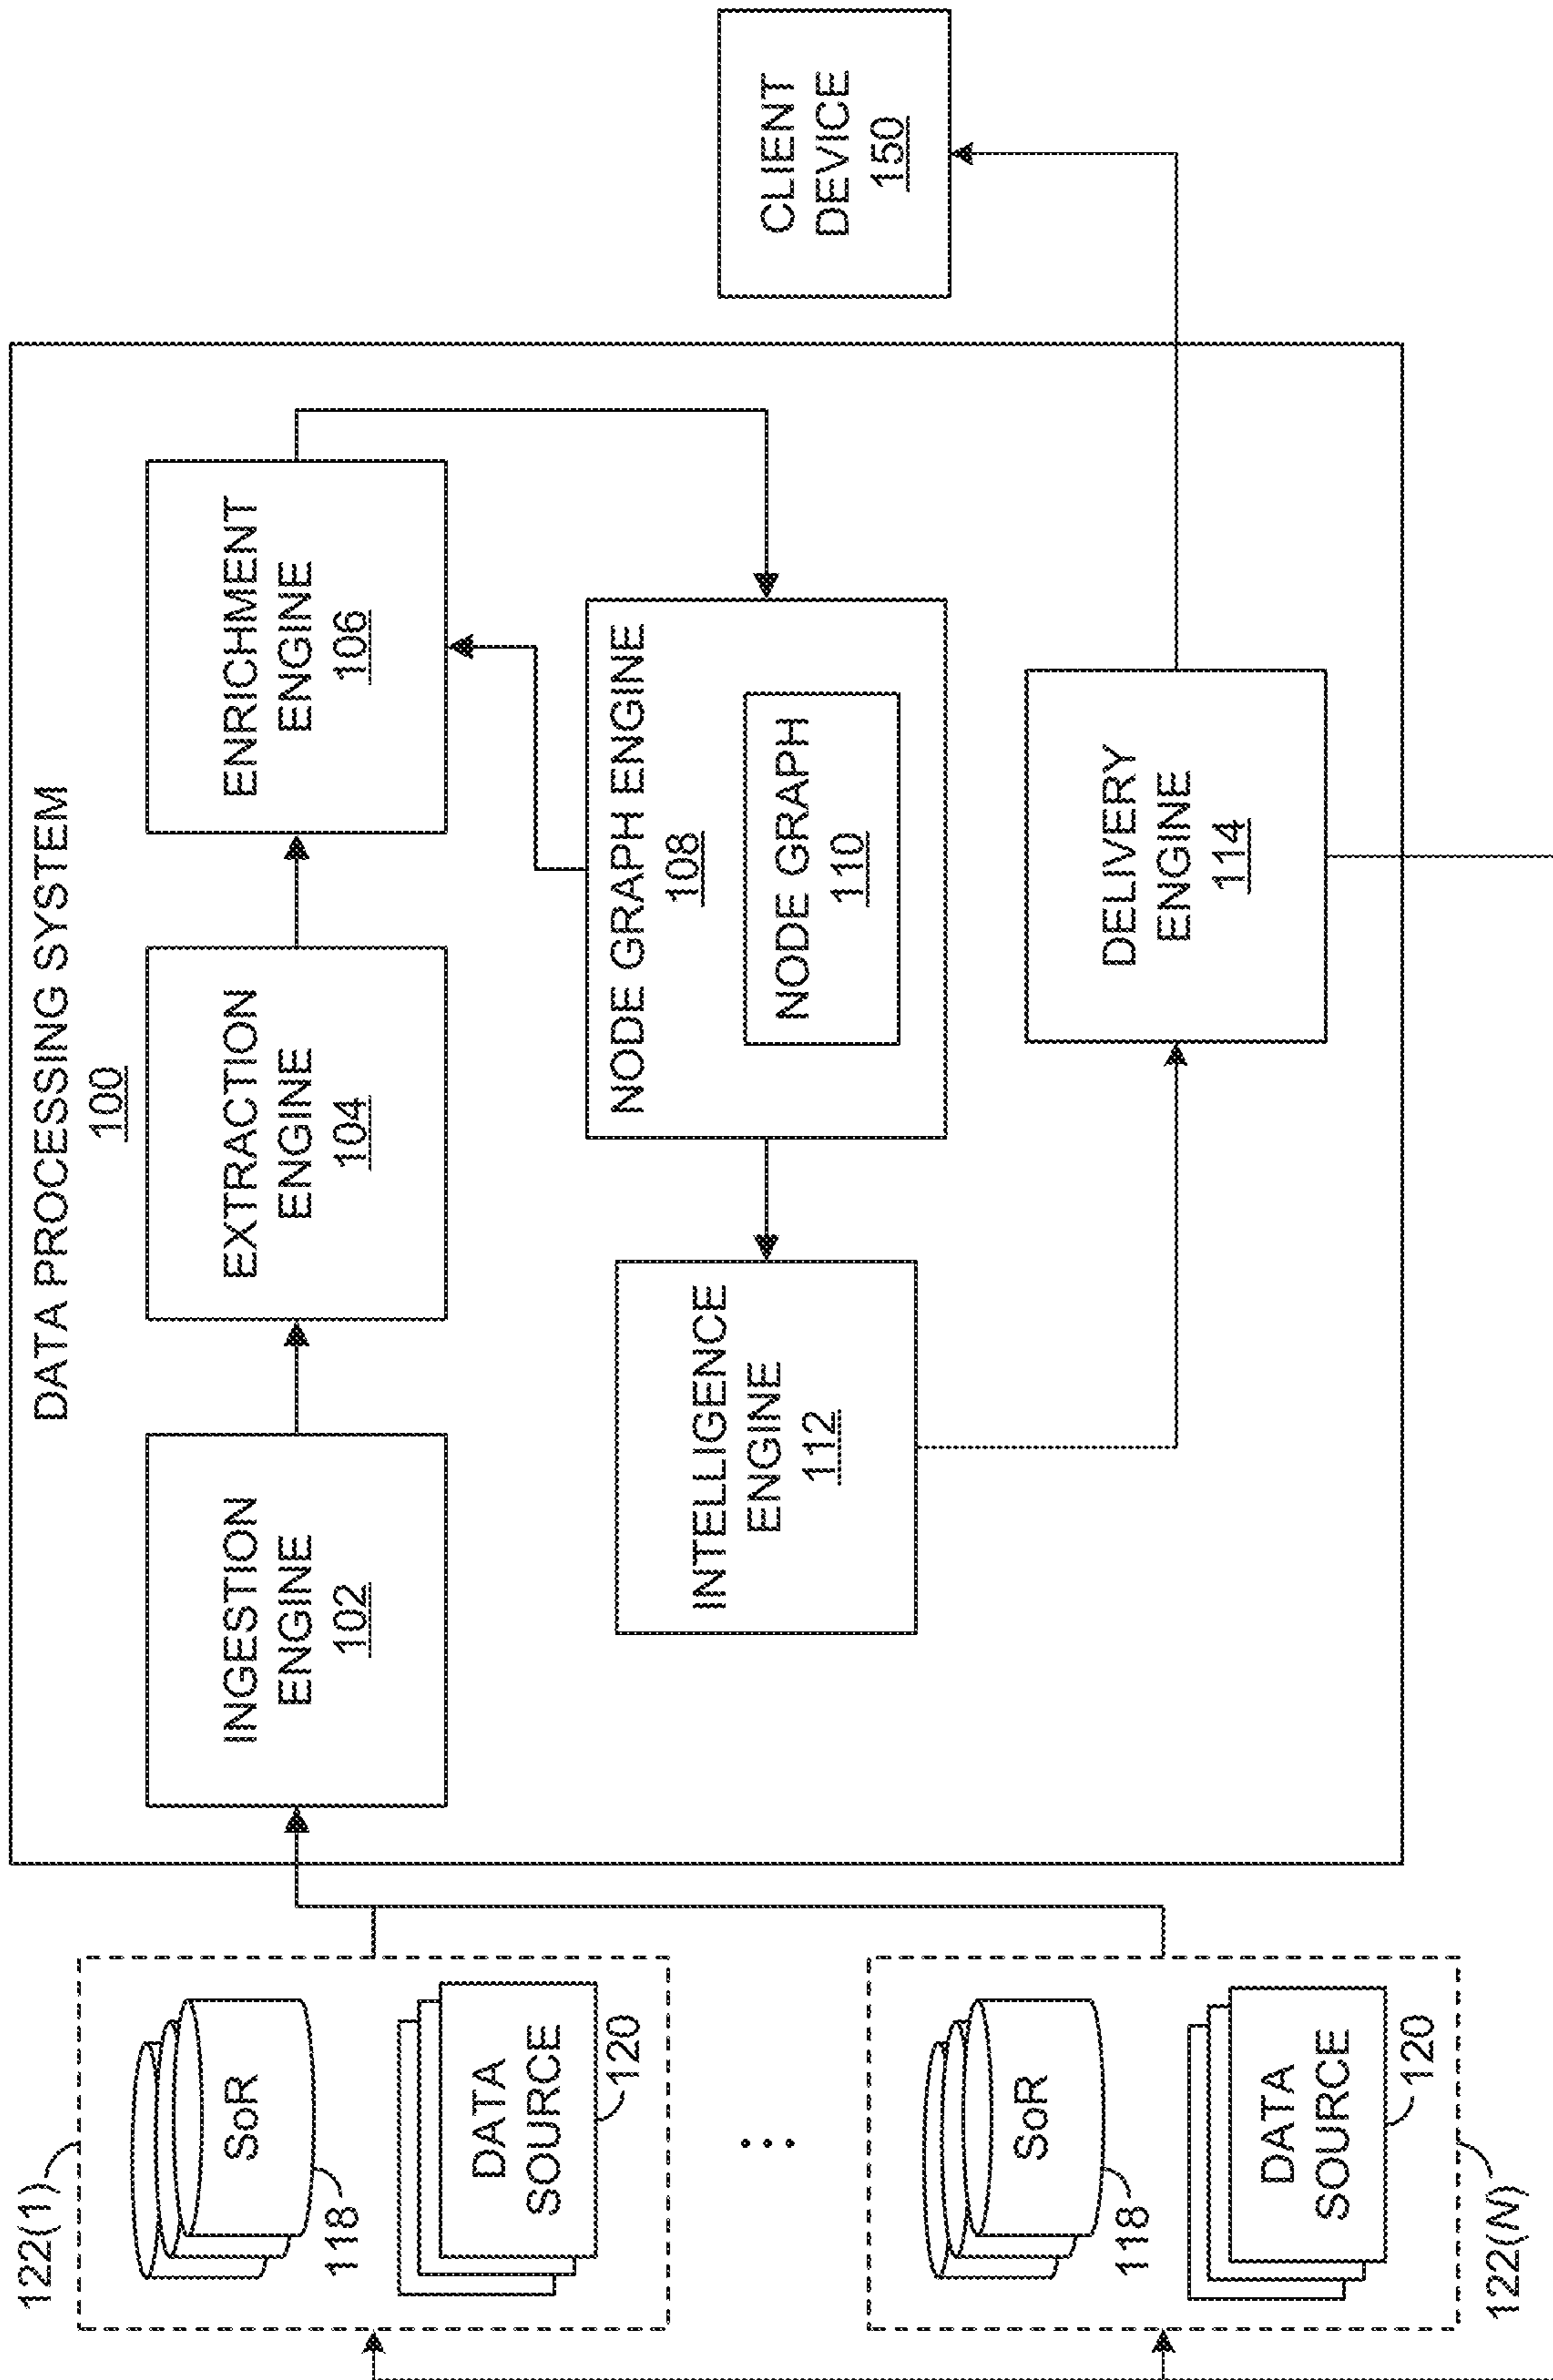 122(1)
SoR
118
DATA
SOURCE
120
SoR
118
DATA
SOURCE
120
122(N)
DATA PROCESSING SYSTEM
100
INGESTION
ENGINE
102
EXTRACTION
ENGINE
104
ENRICHMENT
ENGINE
106
INTELLIGENCE
ENGINE
112
NODE GRAPH ENGINE
108
NODE GRAPH
110
DELIVERY
ENGINE
114
CLIENT
DEVICE
150